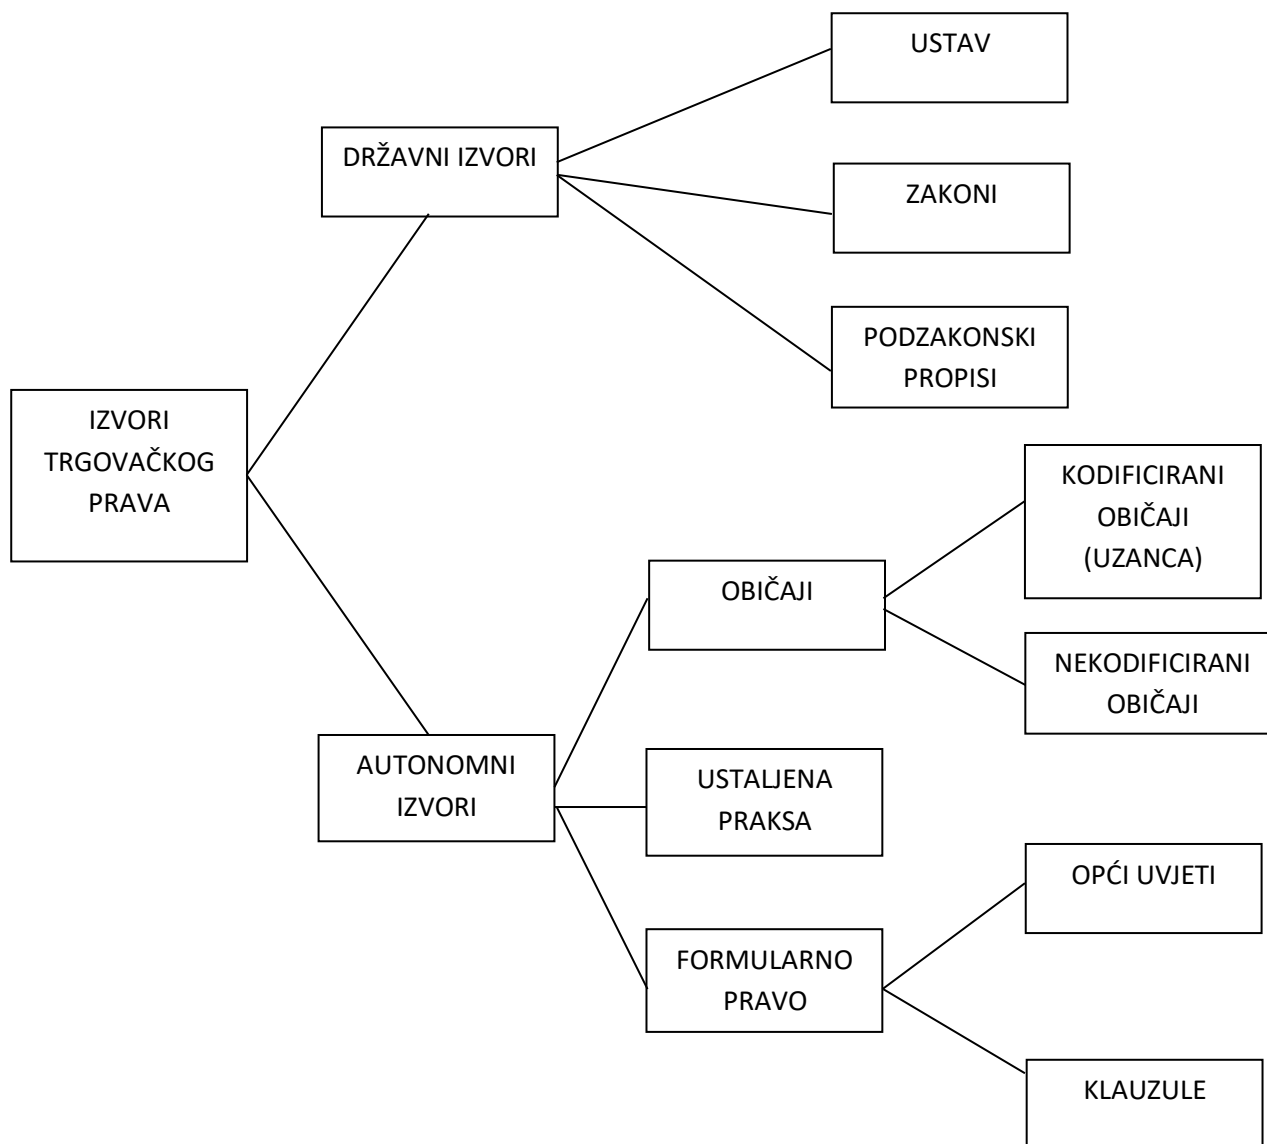 USTAV
DRŽAVNI IZVORI
ZAKONI
PODZAKONSKI
PROPISI
IZVORI
TRGOVAČKOG
PRAVA
KODIFICIRANI
OBIČAJI
(UZANCA)
OBIČAJI
NEKODIFICIRANI
OBIČAJI
AUTONOMNI
IZVORI
USTALJENA
PRAKSA
OPĆI UVJETI
FORMULARNO
PRAVO
KLAUZULE